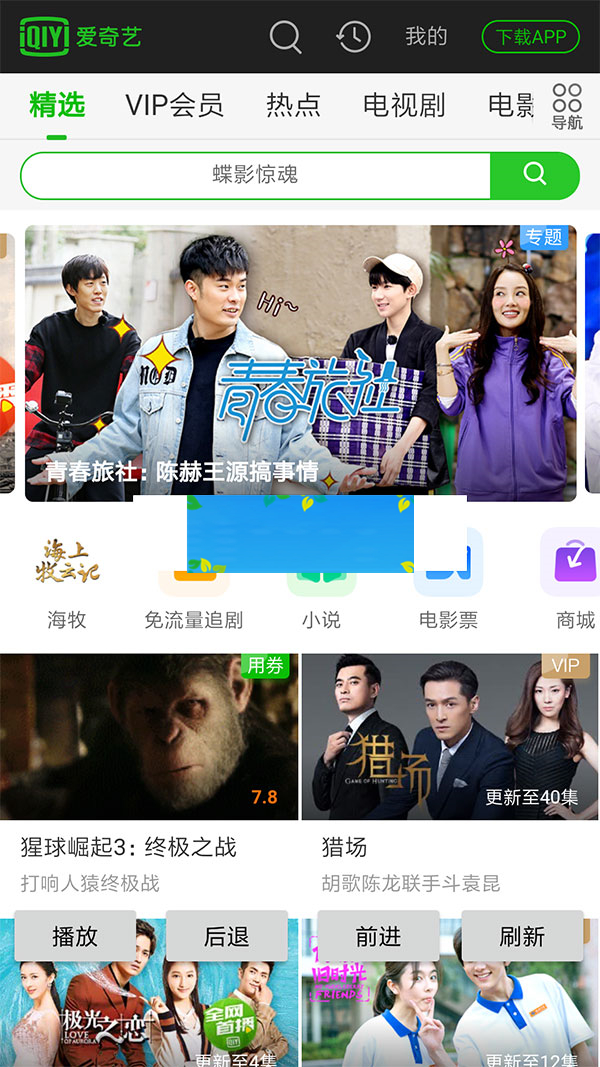 iQIYI 爱奇艺 我的 下载APP
精选 VIP会员 热点 电视剧 电影 导航
蝶影惊魂
专题
Hi~
青春旅社
青春旅社：陈赫王源搞事情
海上牧云记
海牧 免流量追剧 小说 电影票 商城
用券 VIP
猎场
GAME OF HUNTING
7.8 更新至40集
猩球崛起3：终极之战 猎场
打响人猿终极战 胡歌陈龙联手斗袁昆
播放 后退 前进 刷新
旧时光
FRIENDS
极光之恋
LOVE OF AURORA
全网首播
iQIYI
更新至4集 更新至12集